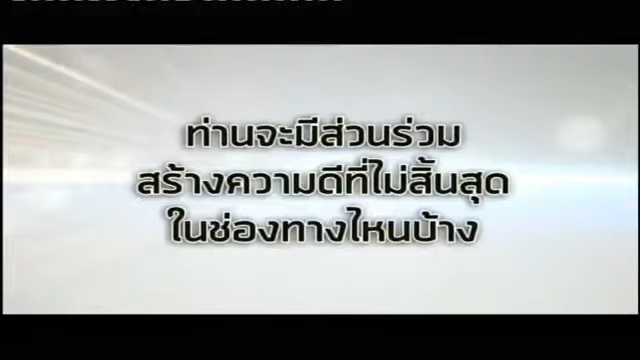 ท่านจะมีส่วนร่วม
สร้างความดีที่ไม่สิ้นสุด
ในช่องทางไหนบ้าง